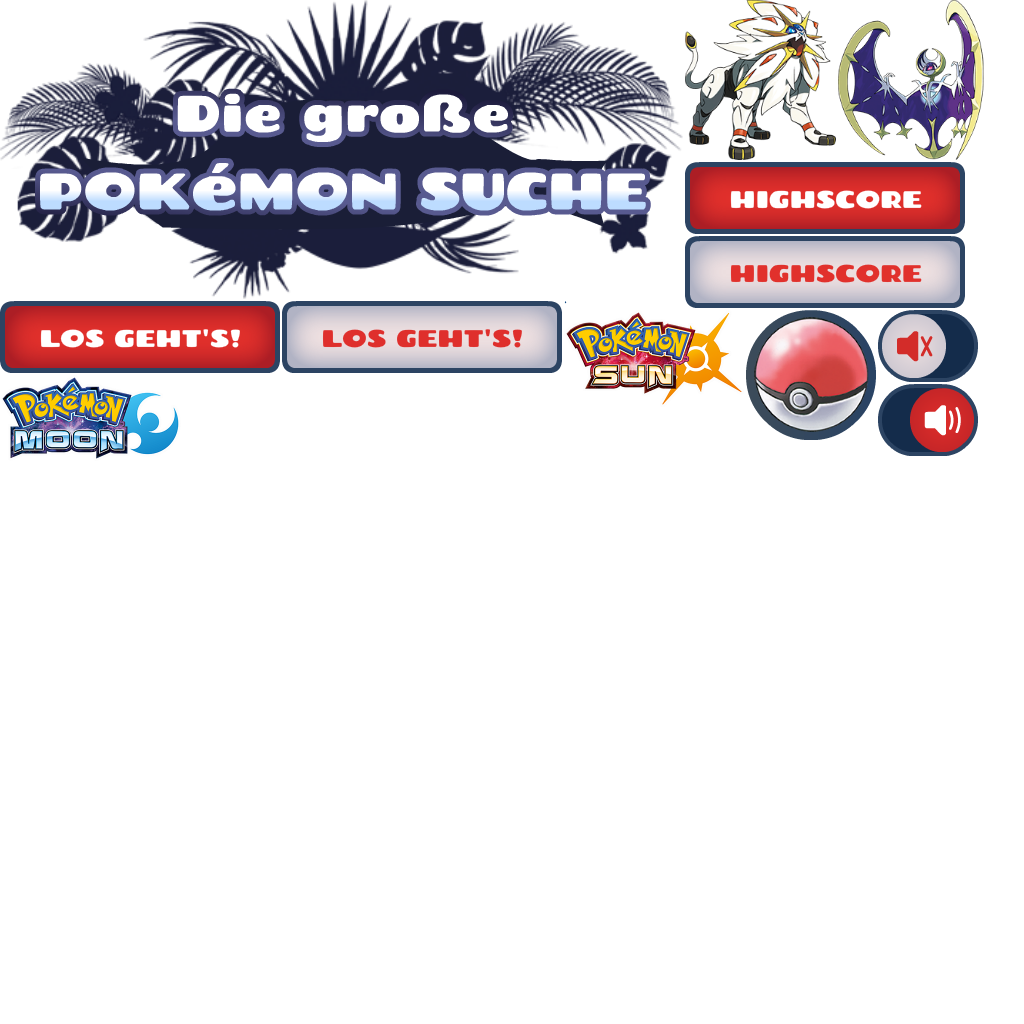 Die große
POKéMON SUCHE
HIGHSCORE
HIGHSCORE
LOS GEHT'S!
LOS GEHT'S!
POKéMON
SUN
POKéMON
MOON